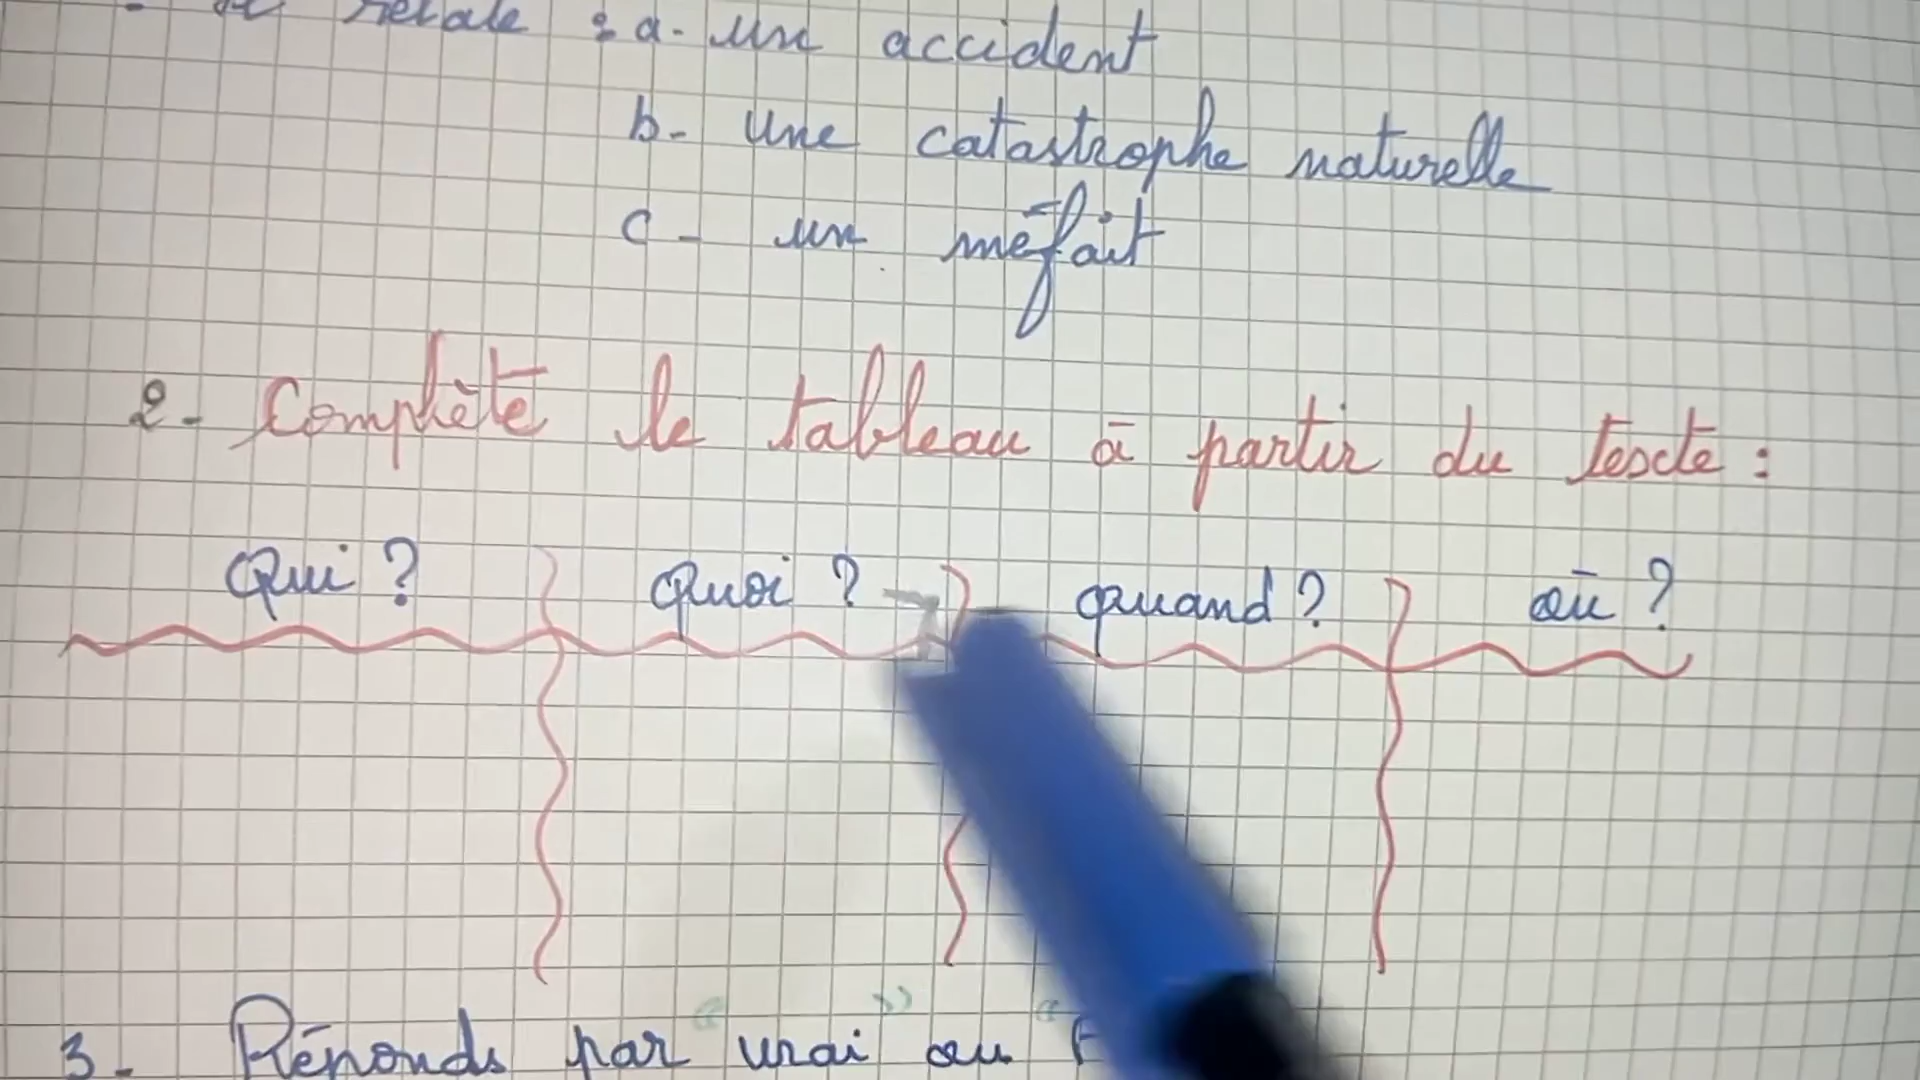 relate : a- un accident
b- une catastrophe naturelle
c- un méfait
2- Complète le tableau à partir du texte :
Qui ? Quoi ? quand ? où ?
3- Réponds par " vrai " ou "